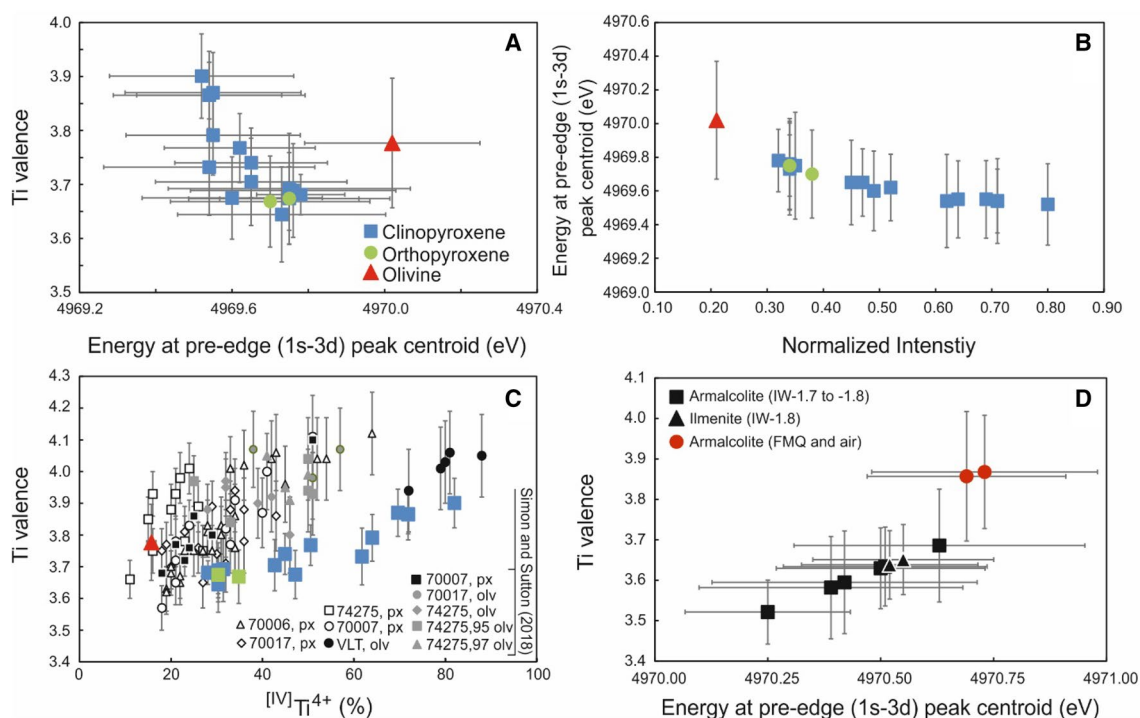 A
Ti valence
4.0
3.9
3.8
3.7
3.6
3.5
4969.2
4969.6
4970.0
4970.4
Clinopyroxene
Orthopyroxene
Olivine
Energy at pre-edge (1s-3d) peak centroid (eV)
B
Energy at pre-edge (1s-3d)
peak centroid (eV)
4970.6
4970.4
4970.2
4970.0
4969.8
4969.6
4969.4
4969.2
4969.0
0.10
0.20
0.30
0.40
0.50
0.60
0.70
0.80
0.90
Normalized Intenstiy
C
Ti valence
4.3
4.2
4.1
4.0
3.9
3.8
3.7
3.6
3.5
3.4
0
20
40
60
80
100
70006, px
70017, px
74275, px
70007, px
VLT, olv
70007, px
70017, olv
74275, olv
74275,95 olv
74275,97 olv
Simon and
Sutton (2018)
[IV]Ti4+ (%)
D
Ti valence
4.1
4.0
3.9
3.8
3.7
3.6
3.5
3.4
4970.00
4970.25
4970.50
4970.75
4971.00
Armalcolite (IW-1.7 to -1.8)
Ilmenite (IW-1.8)
Armalcolite (FMQ and air)
Energy at pre-edge (1s-3d) peak centroid (eV)